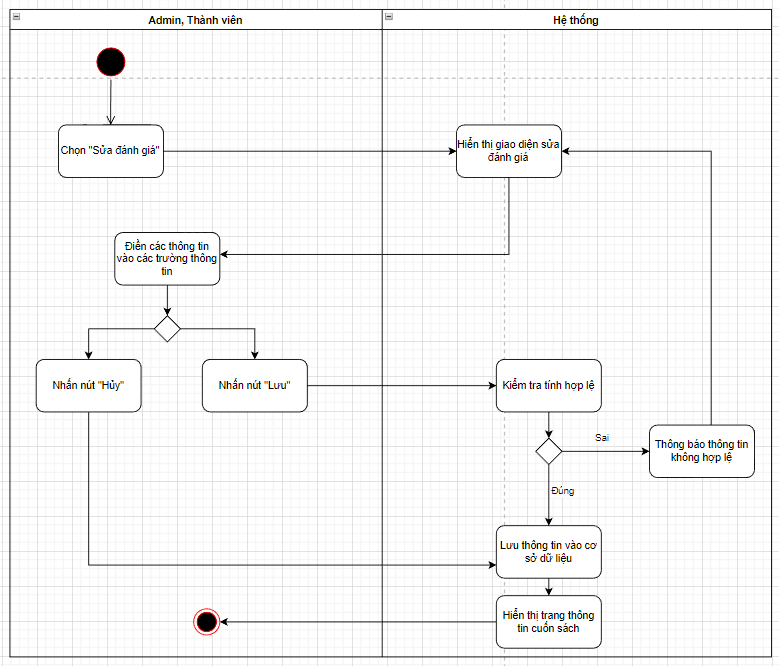 Admin, Thành viên
Hệ thống
Chọn "Sửa đánh giá"
Hiển thị giao diện sửa
đánh giá
Điền các thông tin
vào các trường thông
tin
Nhấn nút "Hủy"
Nhấn nút "Lưu"
Kiểm tra tính hợp lệ
Sai
Thông báo thông tin
không hợp lệ
Đúng
Lưu thông tin vào cơ
sở dữ liệu
Hiển thị trang thông
tin cuốn sách